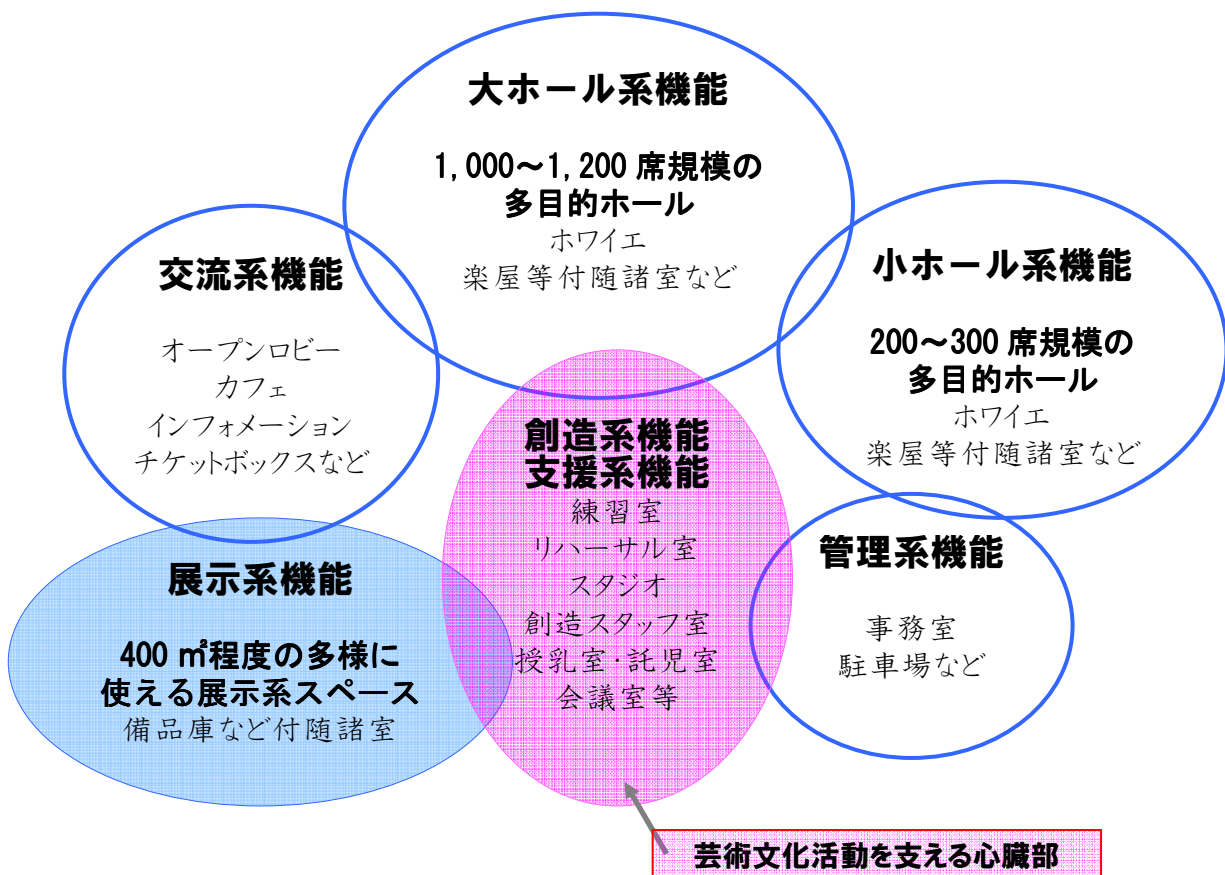 大ホール系機能
1,000～1,200 席規模の
多目的ホール
ホワイエ
楽屋等付随諸室など
交流系機能
オープンロビー
カフェ
インフォメーション
チケットボックスなど
小ホール系機能
200～300 席規模の
多目的ホール
ホワイエ
楽屋等付随諸室など
創造系機能
支援系機能
練習室
リハーサル室
スタジオ
創造スタッフ室
授乳室・託児室
会議室等
展示系機能
400 ㎡程度の多様に
使える展示系スペース
備品庫など付随諸室
管理系機能
事務室
駐車場など
芸術文化活動を支える心臓部